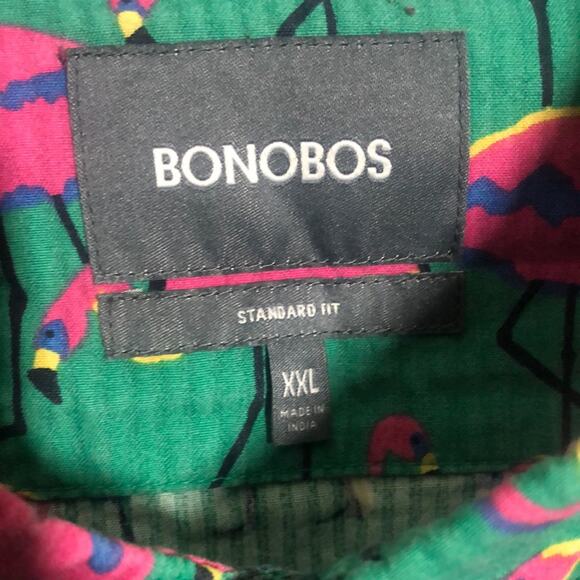 BONOBOS
STANDARD FIT
XXL
MADE IN
INDIA